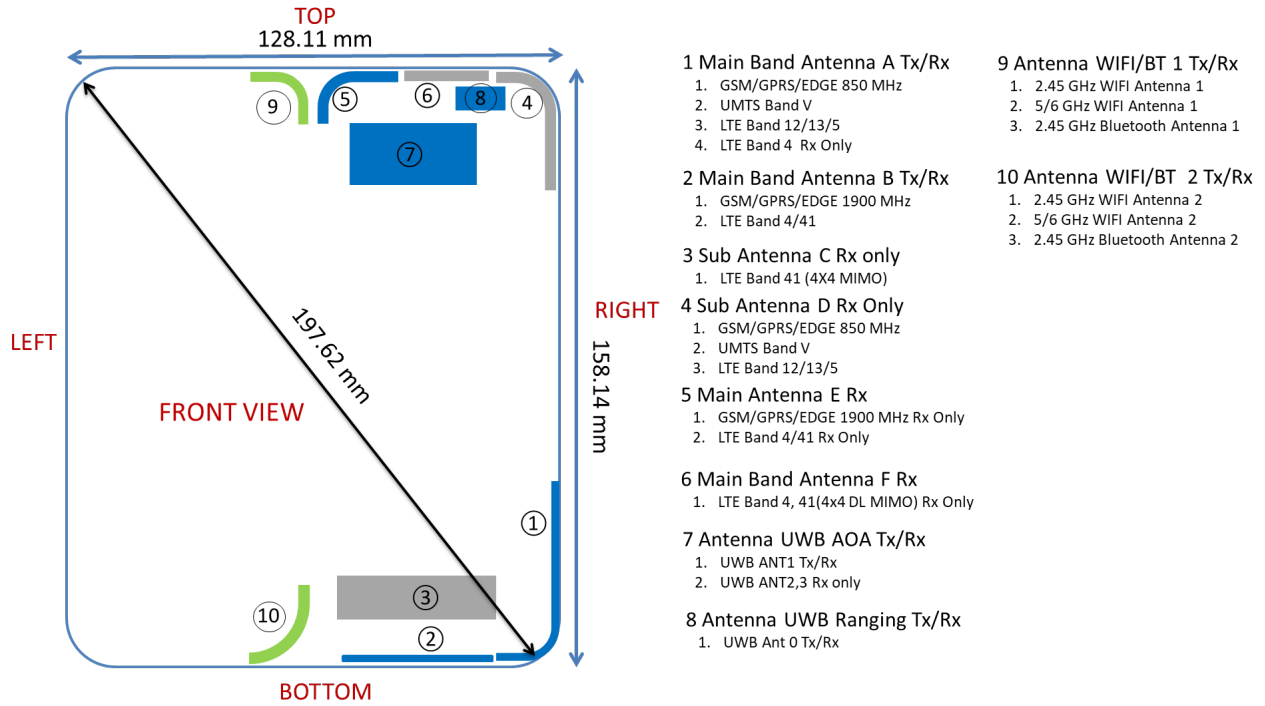 TOP
128.11 mm
9
5
6
8
4
7
LEFT
RIGHT
197.62 mm
158.14 mm
FRONT VIEW
1
3
10
2
BOTTOM
1 Main Band Antenna A Tx/Rx
1. GSM/GPRS/EDGE 850 MHz
2. UMTS Band V
3. LTE Band 12/13/5
4. LTE Band 4 Rx Only
2 Main Band Antenna B Tx/Rx
1. GSM/GPRS/EDGE 1900 MHz
2. LTE Band 4/41
3 Sub Antenna C Rx only
1. LTE Band 41 (4X4 MIMO)
4 Sub Antenna D Rx Only
1. GSM/GPRS/EDGE 850 MHz
2. UMTS Band V
3. LTE Band 12/13/5
5 Main Antenna E Rx
1. GSM/GPRS/EDGE 1900 MHz Rx Only
2. LTE Band 4/41 Rx Only
6 Main Band Antenna F Rx
1. LTE Band 4, 41(4x4 DL MIMO) Rx Only
7 Antenna UWB AOA Tx/Rx
1. UWB ANT1 Tx/Rx
2. UWB ANT2,3 Rx only
8 Antenna UWB Ranging Tx/Rx
1. UWB Ant 0 Tx/Rx
9 Antenna WIFI/BT 1 Tx/Rx
1. 2.45 GHz WIFI Antenna 1
2. 5/6 GHz WIFI Antenna 1
3. 2.45 GHz Bluetooth Antenna 1
10 Antenna WIFI/BT 2 Tx/Rx
1. 2.45 GHz WIFI Antenna 2
2. 5/6 GHz WIFI Antenna 2
3. 2.45 GHz Bluetooth Antenna 2